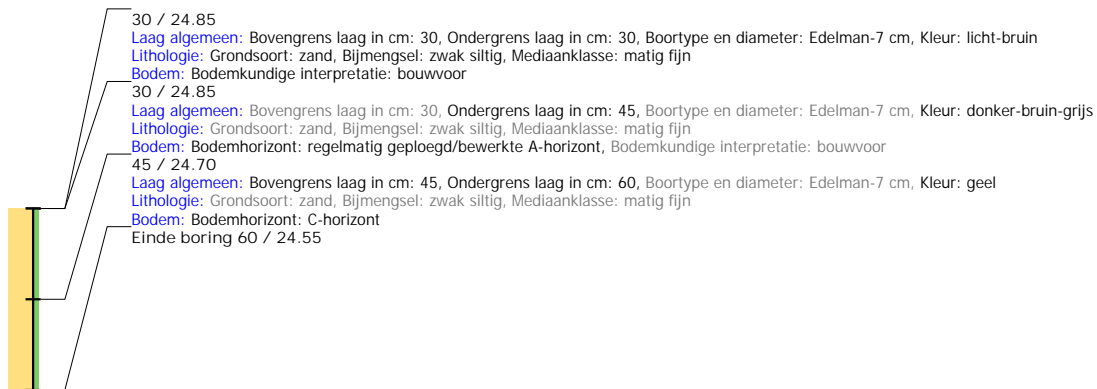 30 / 24.85
Laag algemeen: Bovengrens laag in cm: 30, Ondergrens laag in cm: 30, Boortype en diameter: Edelman-7 cm, Kleur: licht-bruin
Lithologie: Grondsoort: zand, Bijmengsel: zwak siltig, Mediaanklasse: matig fijn
Bodem: Bodemkundige interpretatie: bouwvoor
30 / 24.85
Laag algemeen: Bovengrens laag in cm: 30, Ondergrens laag in cm: 45, Boortype en diameter: Edelman-7 cm, Kleur: donker-bruin-grijs
Lithologie: Grondsoort: zand, Bijmengsel: zwak siltig, Mediaanklasse: matig fijn
Bodem: Bodemhorizont: regelmatig geploegd/bewerkte A-horizont, Bodemkundige interpretatie: bouwvoor
45 / 24.70
Laag algemeen: Bovengrens laag in cm: 45, Ondergrens laag in cm: 60, Boortype en diameter: Edelman-7 cm, Kleur: geel
Lithologie: Grondsoort: zand, Bijmengsel: zwak siltig, Mediaanklasse: matig fijn
Bodem: Bodemhorizont: C-horizont
Einde boring 60 / 24.55